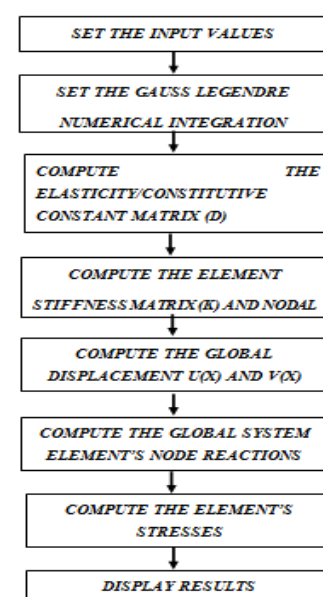 SET THE INPUT VALUES
SET THE GAUSS LEGENDRE
NUMERICAL INTEGRATION
COMPUTE THE
ELASTICITY/CONSTITUTIVE
CONSTANT MATRIX (D)
COMPUTE THE ELEMENT
STIFFNESS MATRIX(K) AND NODAL
COMPUTE THE GLOBAL
DISPLACEMENT U(X) AND V(X)
COMPUTE THE GLOBAL SYSTEM
ELEMENT'S NODE REACTIONS
COMPUTE THE ELEMENT'S
STRESSES
DISPLAY RESULTS